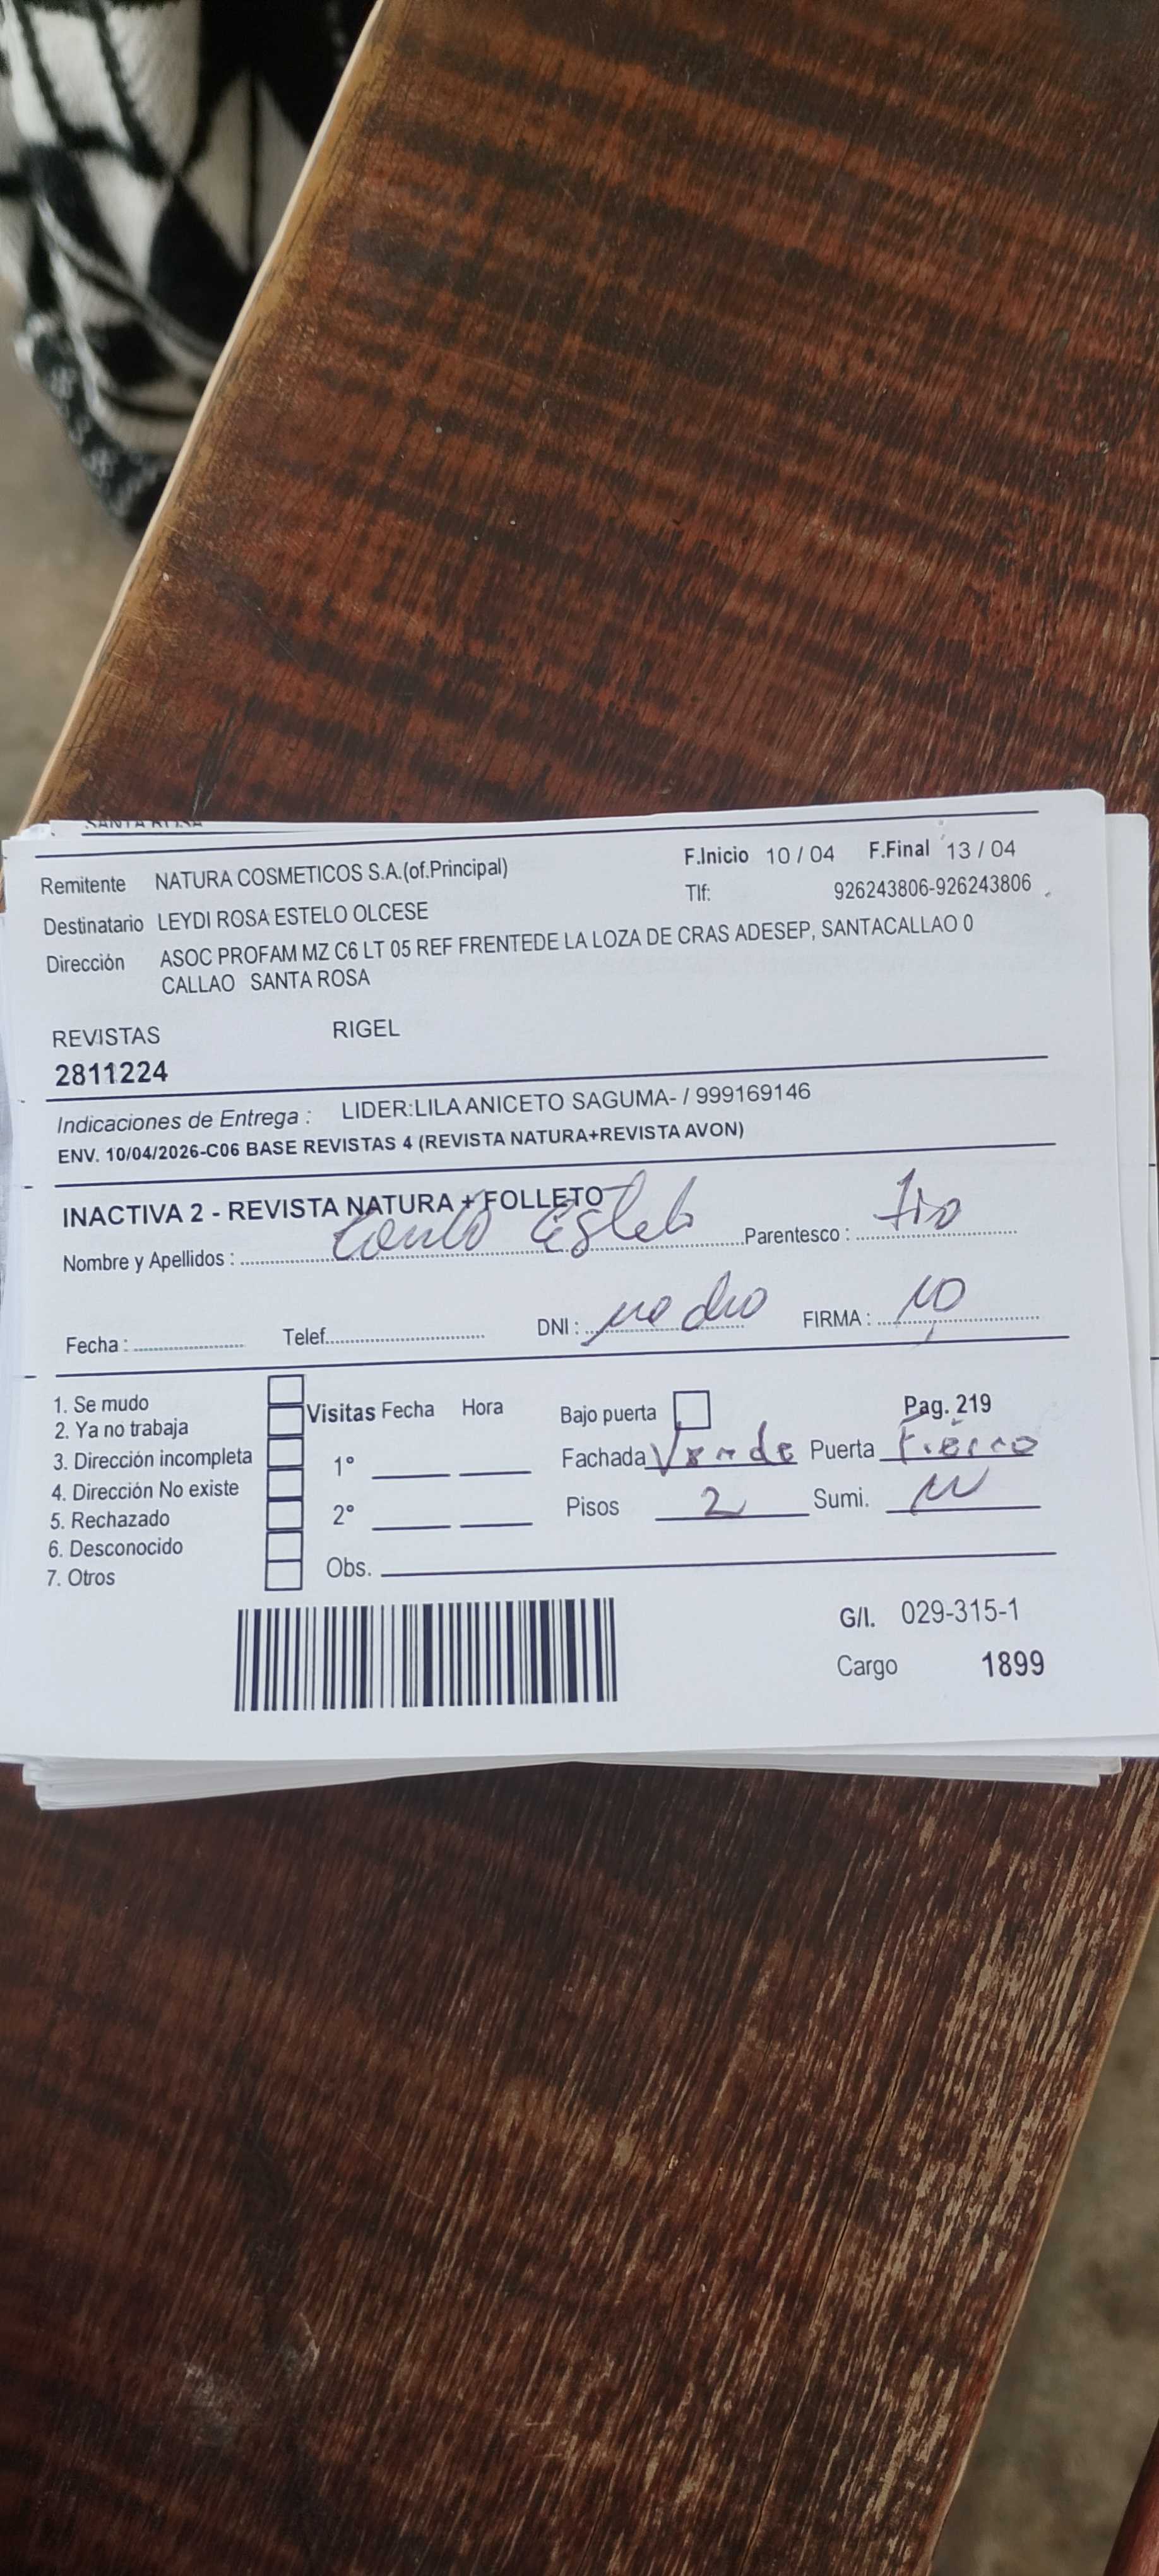 SANTA ROSA
Remitente NATURA COSMETICOS S.A.(of.Principal) F.Inicio 10 / 04 F.Final 13 / 04
Tlf: 926243806-926243806
Destinatario LEYDI ROSA ESTELO OLCESE
Dirección ASOC PROFAM MZ C6 LT 05 REF FRENTEDE LA LOZA DE CRAS ADESEP, SANTACALLAO 0
CALLAO SANTA ROSA
REVISTAS RIGEL
2811224
Indicaciones de Entrega : LIDER:LILA ANICETO SAGUMA- / 999169146
ENV. 10/04/2026-C06 BASE REVISTAS 4 (REVISTA NATURA+REVISTA AVON)
INACTIVA 2 - REVISTA NATURA + FOLLETO
Nombre y Apellidos : Estelo Parentesco : tio
Fecha : Telef. DNI : no dio FIRMA : NO
1. Se mudo
2. Ya no trabaja
3. Dirección incompleta
4. Dirección No existe
5. Rechazado
6. Desconocido
7. Otros
Visitas Fecha Hora
1°
2°
Obs.
Bajo puerta Pag. 219
Fachada Verde Puerta Fierro
Pisos 2 Sumi.
G/I. 029-315-1
Cargo 1899